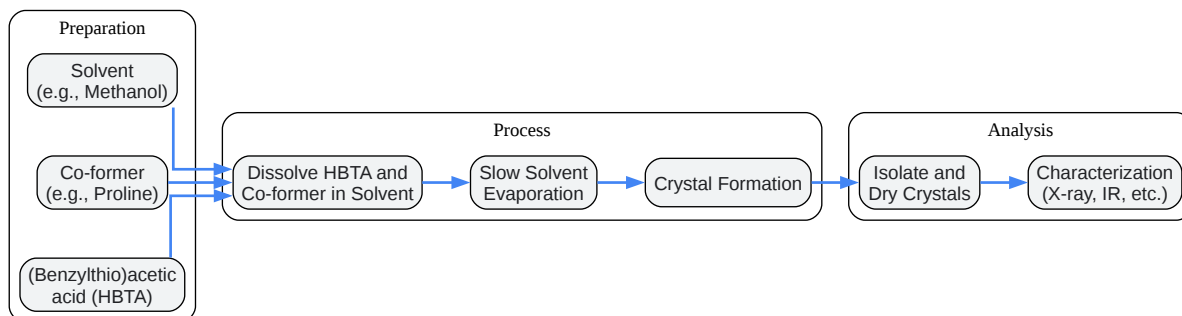 Preparation
Solvent
(e.g., Methanol)
Co-former
(e.g., Proline)
(Benzylthio)acetic
acid (HBTA)
Process
Dissolve HBTA and
Co-former in Solvent
Slow Solvent
Evaporation
Crystal Formation
Analysis
Isolate and
Dry Crystals
Characterization
(X-ray, IR, etc.)